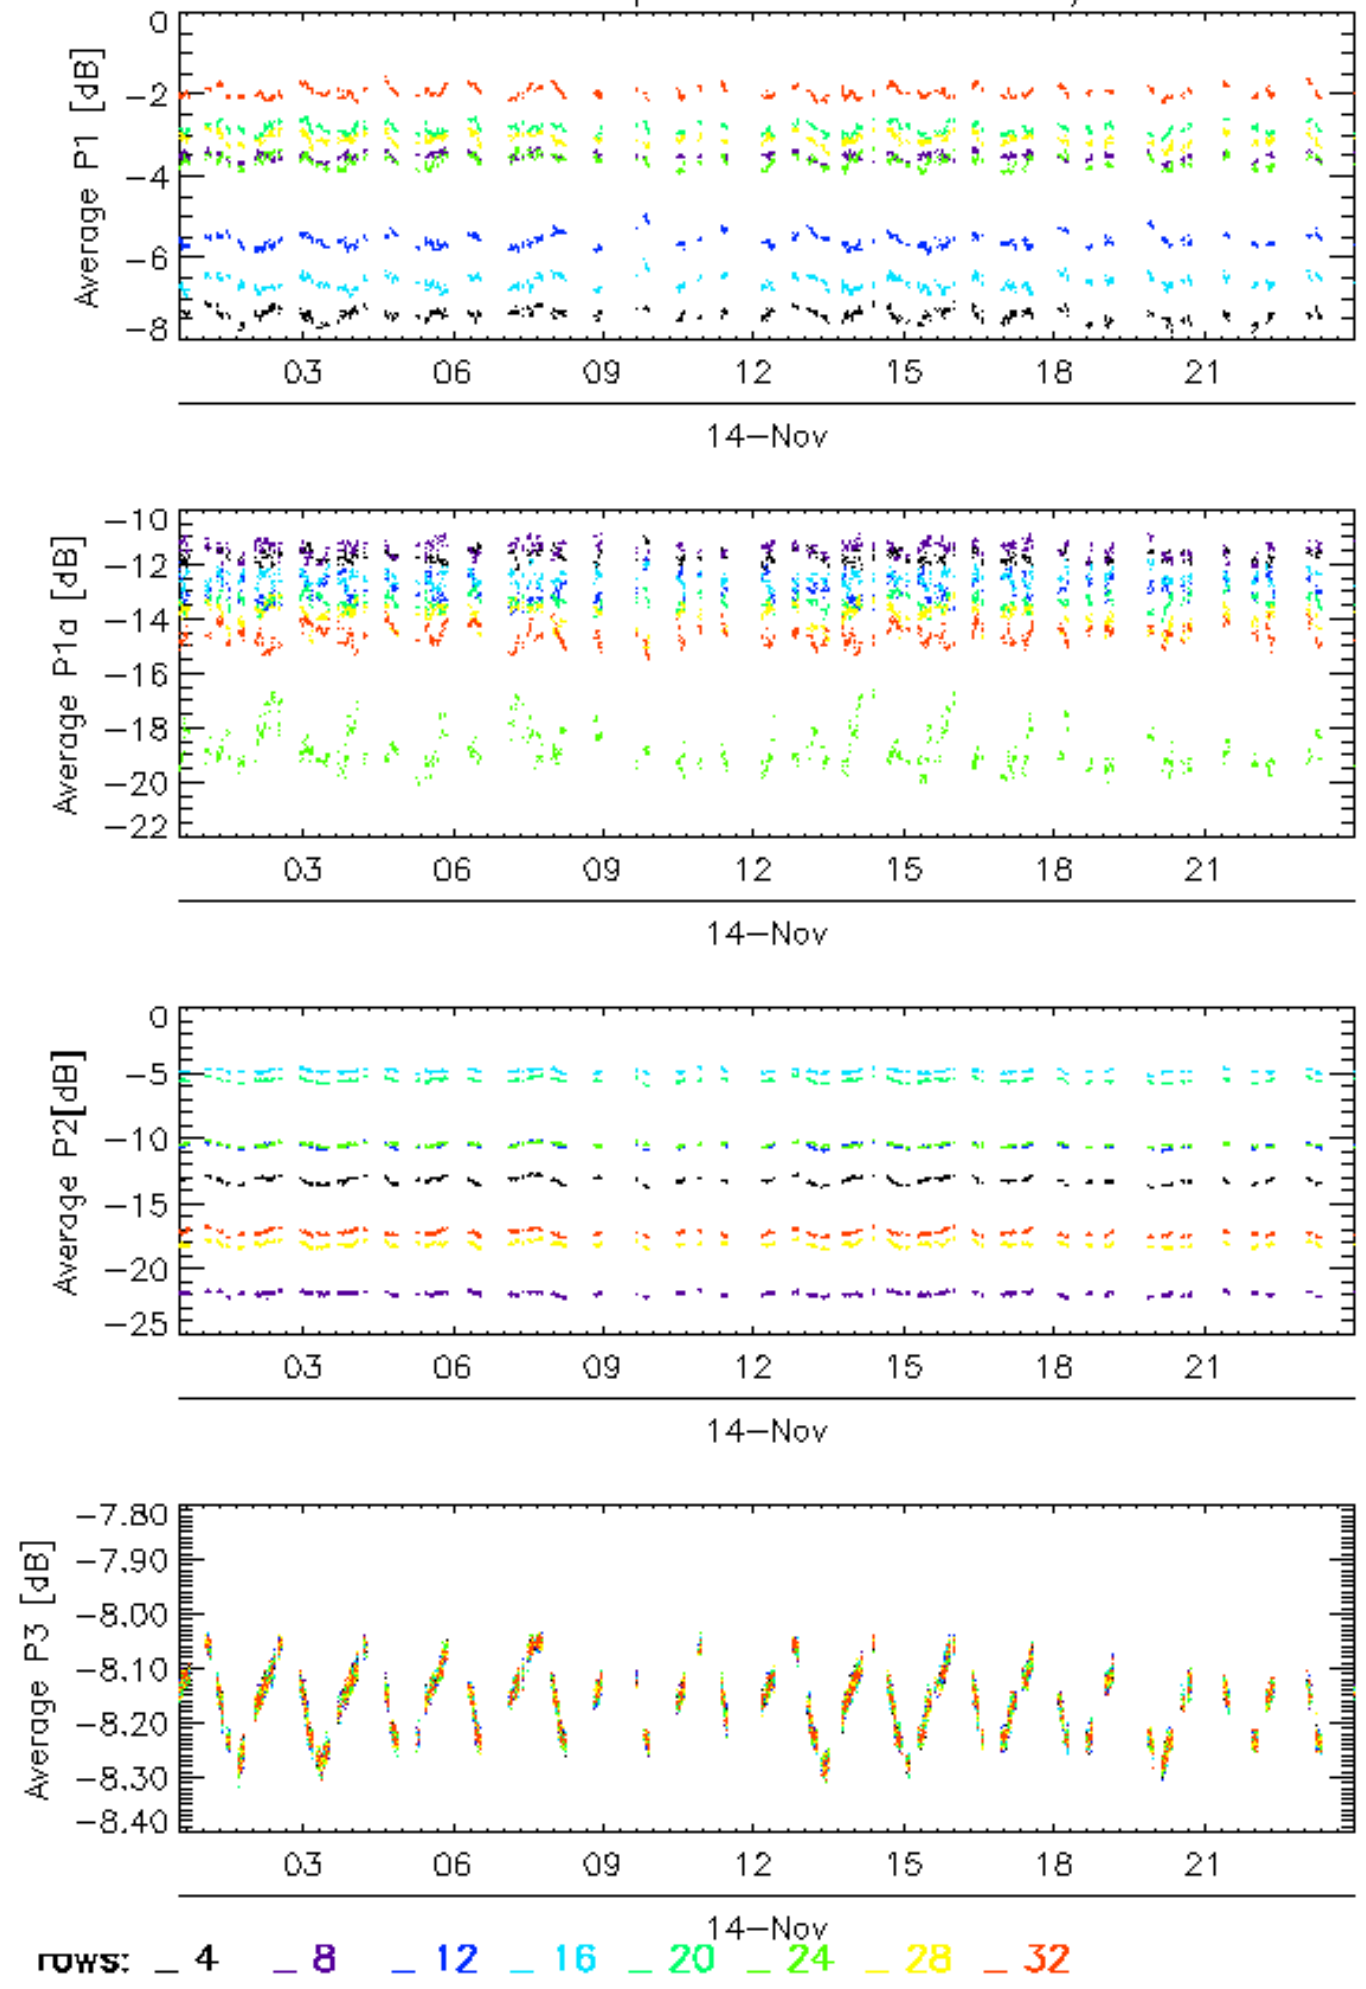 0
−2
−4
−6
−8
Average P1 [dB]
03 06 09 12 15 18 21
14−Nov
−10
−12
−14
−16
−18
−20
−22
Average P1a [dB]
03 06 09 12 15 18 21
14−Nov
0
−5
−10
−15
−20
−25
Average P2[dB]
03 06 09 12 15 18 21
14−Nov
−7.80
−7.90
−8.00
−8.10
−8.20
−8.30
−8.40
Average P3 [dB]
03 06 09 12 15 18 21
14−Nov
rows: _ 4 _ 8 _ 12 _ 16 _ 20 _ 24 _ 28 _ 32